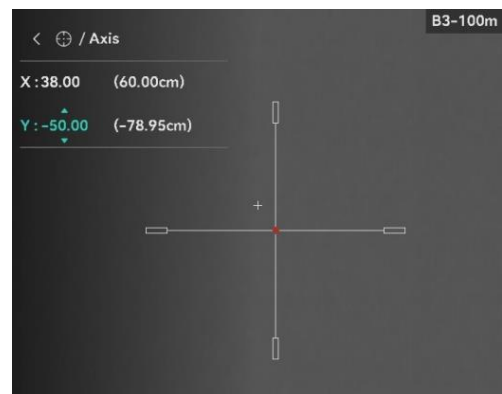 B3-100m
< / Axis
X :38.00 (60.00cm)
Y :-50.00 (-78.95cm)